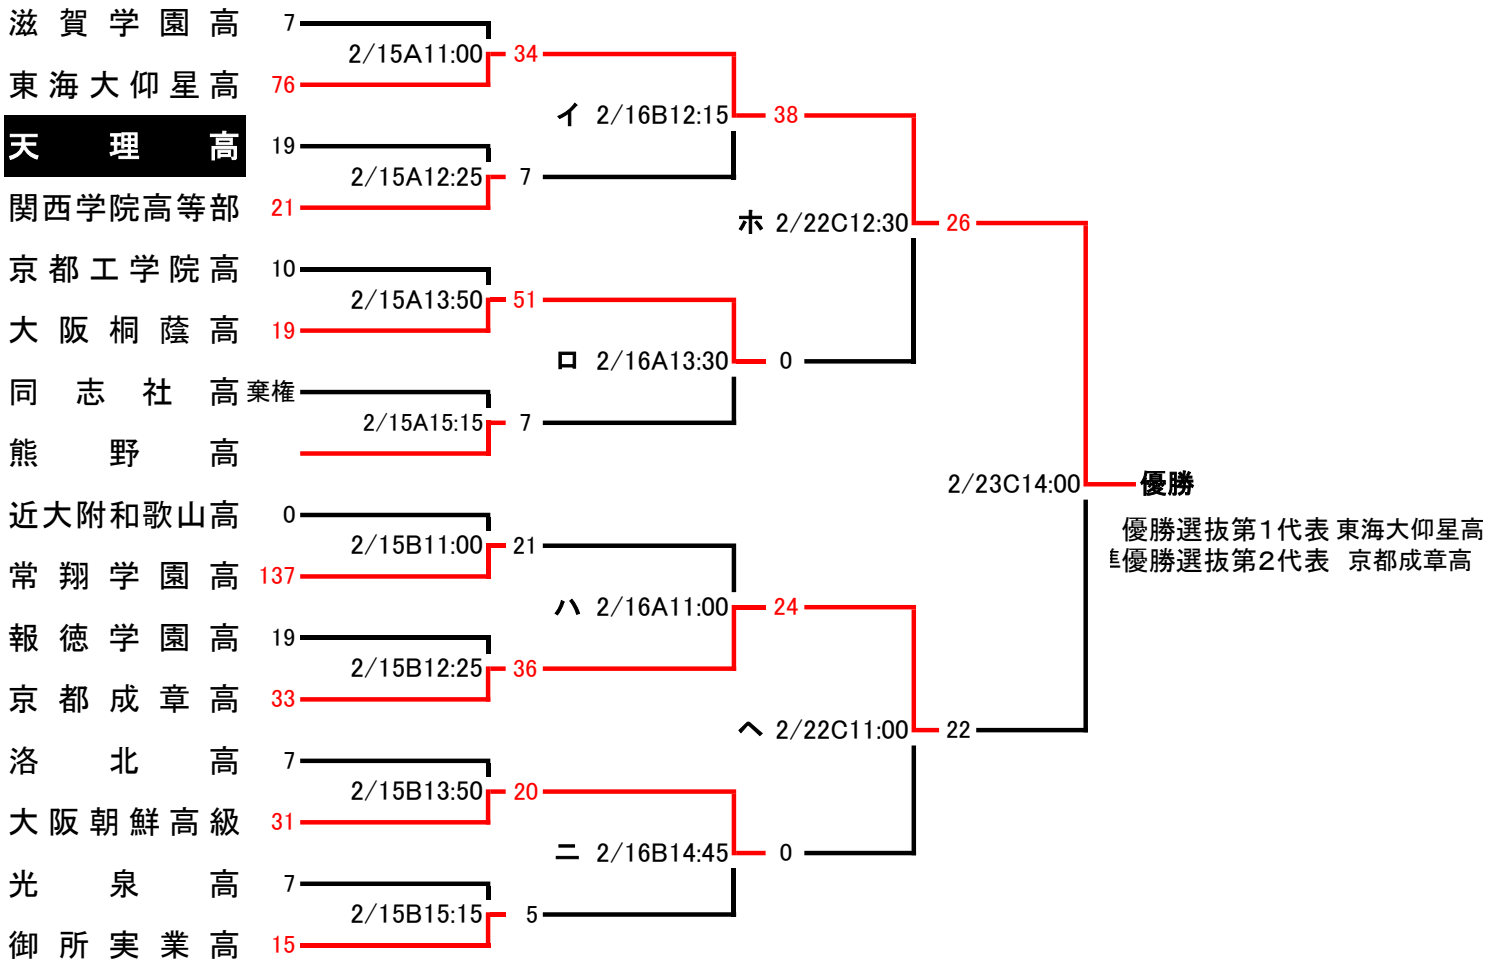 滋賀学園高 7
2/15A11:00 34
東海大仰星高 76
イ 2/16B12:15 38
天理高 19
2/15A12:25 7
関西学院高等部 21
ホ 2/22C12:30 26
京都工学院高 10
2/15A13:50 51
大阪桐蔭高 19
ロ 2/16A13:30 0
同志社高 棄権
2/15A15:15 7
熊野高
2/23C14:00 優勝
近大附和歌山高 0
優勝選抜第1代表 東海大仰星高
2/15B11:00 21
優勝選抜第2代表 京都成章高
常翔学園高 137
ハ 2/16A11:00 24
報徳学園高 19
2/15B12:25 36
京都成章高 33
ヘ 2/22C11:00 22
洛北高 7
2/15B13:50 20
大阪朝鮮高級 31
ニ 2/16B14:45 0
光泉高 7
2/15B15:15 5
御所実業高 15